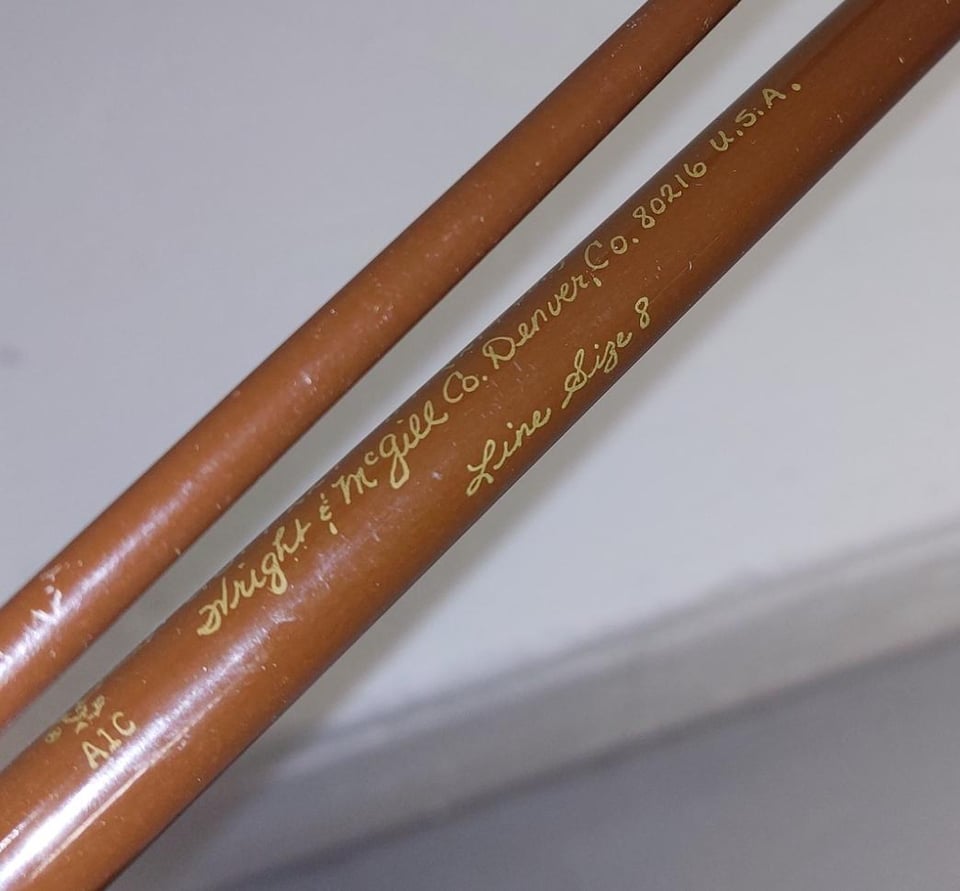 Wright & McGill Co. Denver, Co. 80216 U.S.A.
Line Size 8
A1C